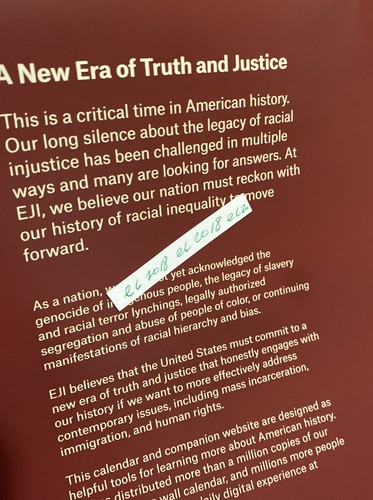 A New Era of Truth and Justice
This is a critical time in American history.
Our long silence about the legacy of racial
injustice has been challenged in multiple
ways and many are looking for answers. At
EJI, we believe our nation must reckon with
our history of racial inequality to move
forward.
el 2018 el 2018 el2
As a nation, yet acknowledged the
genocide of indigenous people, the legacy of slavery
and racial terror lynchings, legally authorized
segregation and abuse of people of color, or continuing
manifestations of racial hierarchy and bias.
EJI believes that the United States must commit to a
new era of truth and justice that honestly engages with
our history if we want to more effectively address
contemporary issues, including mass incarceration,
immigration, and human rights.
This calendar and companion website are designed as
helpful tools for learning more about American history.
distributed more than a million copies of our
wall calendar, and millions more people
daily digital experience at